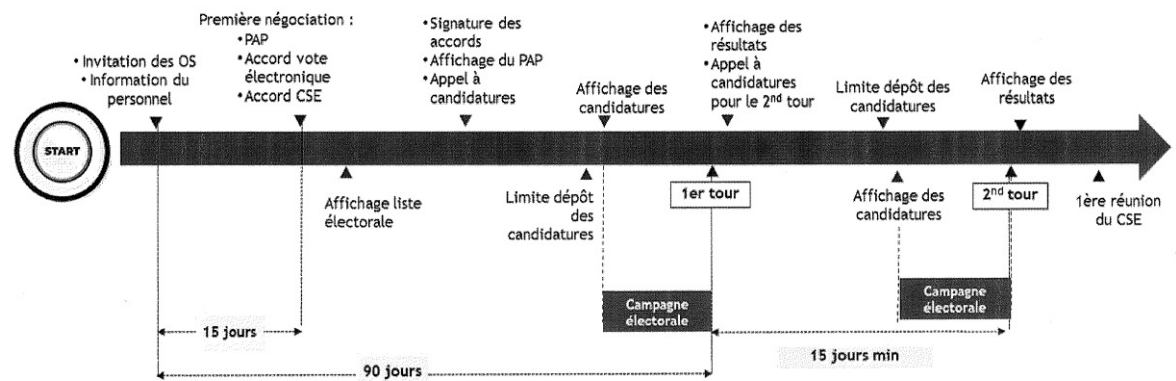 START
• Invitation des OS
• Information du
personnel
Première négociation :
•PAP
•Accord vote
électronique
•Accord CSE
•Signature des
accords
•Affichage du PAP
•Appel à
candidatures
Affichage des
candidatures
•Affichage des
résultats
•Appel à
candidatures
pour le 2nd tour
Limite dépôt des
candidatures
Affichage des
résultats
Affichage liste
électorale
Limite dépôt
des
candidatures
1er tour
Affichage des
candidatures
2nd tour
1ère réunion
du CSE
Campagne
électorale
Campagne
électorale
15 jours
15 jours min
90 jours